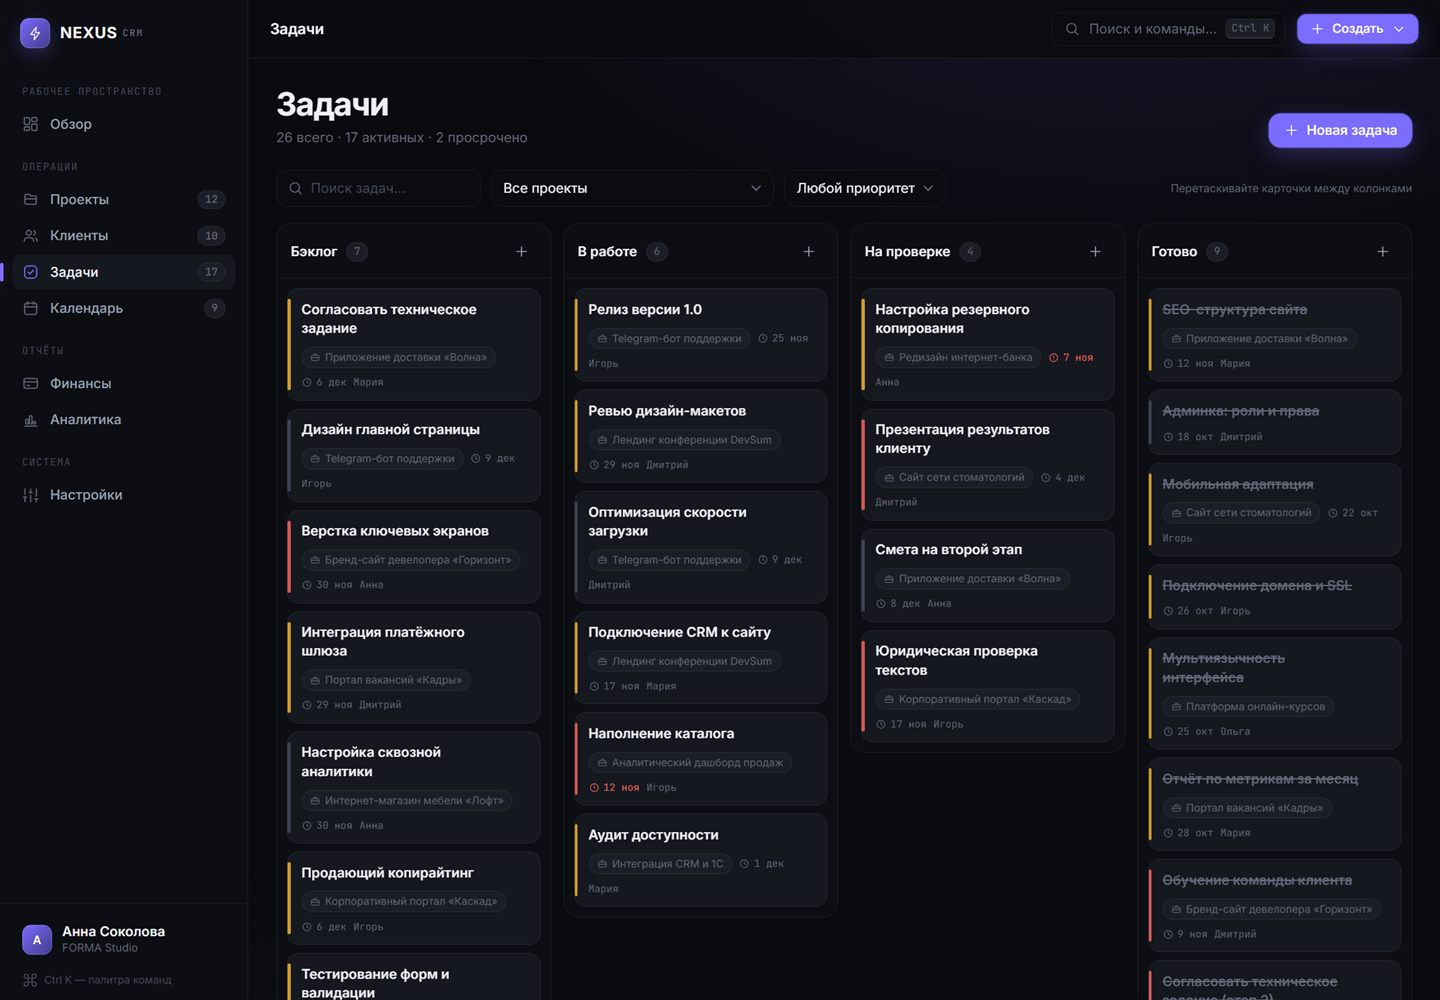 NEXUS CRM
РАБОЧЕЕ ПРОСТРАНСТВО
Обзор
ОПЕРАЦИИ
Проекты 12
Клиенты 10
Задачи 17
Календарь 9
ОТЧЁТЫ
Финансы
Аналитика
СИСТЕМА
Настройки
A
Анна Соколова
FORMA Studio
Ctrl K — палитра команд
Задачи
Поиск и команды... Ctrl K
Создать
Задачи
26 всего · 17 активных · 2 просрочено
Новая задача
Поиск задач...
Все проекты
Любой приоритет
Перетаскивайте карточки между колонками
Бэклог 7
Согласовать техническое
задание
Приложение доставки «Волна»
6 дек Мария
Дизайн главной страницы
Telegram-бот поддержки 9 дек
Игорь
Верстка ключевых экранов
Бренд-сайт девелопера «Горизонт»
30 ноя Анна
Интеграция платёжного
шлюза
Портал вакансий «Кадры»
29 ноя Дмитрий
Настройка сквозной
аналитики
Интернет-магазин мебели «Лофт»
30 ноя Анна
Продающий копирайтинг
Корпоративный портал «Каскад»
6 дек Игорь
Тестирование форм и
валидации
В работе 6
Релиз версии 1.0
Telegram-бот поддержки 25 ноя
Игорь
Ревью дизайн-макетов
Лендинг конференции DevSum
29 ноя Дмитрий
Оптимизация скорости
загрузки
Telegram-бот поддержки 9 дек
Дмитрий
Подключение CRM к сайту
Лендинг конференции DevSum
17 ноя Мария
Наполнение каталога
Аналитический дашборд продаж
12 ноя Игорь
Аудит доступности
Интеграция CRM и 1С 1 дек
Мария
На проверке 4
Настройка резервного
копирования
Редизайн интернет-банка 7 ноя
Анна
Презентация результатов
клиенту
Сайт сети стоматологий 4 дек
Дмитрий
Смета на второй этап
Приложение доставки «Волна»
8 дек Анна
Юридическая проверка
текстов
Корпоративный портал «Каскад»
17 ноя Игорь
Готово 9
SEO-структура сайта
Приложение доставки «Волна»
12 ноя Мария
Админка: роли и права
18 окт Дмитрий
Мобильная адаптация
Сайт сети стоматологий 22 окт
Игорь
Подключение домена и SSL
26 окт Игорь
Мультиязычность
интерфейса
Платформа онлайн-курсов
25 окт Ольга
Отчёт по метрикам за месяц
Портал вакансий «Кадры»
28 окт Мария
Обучение команды клиента
Бренд-сайт девелопера «Горизонт»
9 ноя Дмитрий
Согласовать техническое
задание (этап 2)